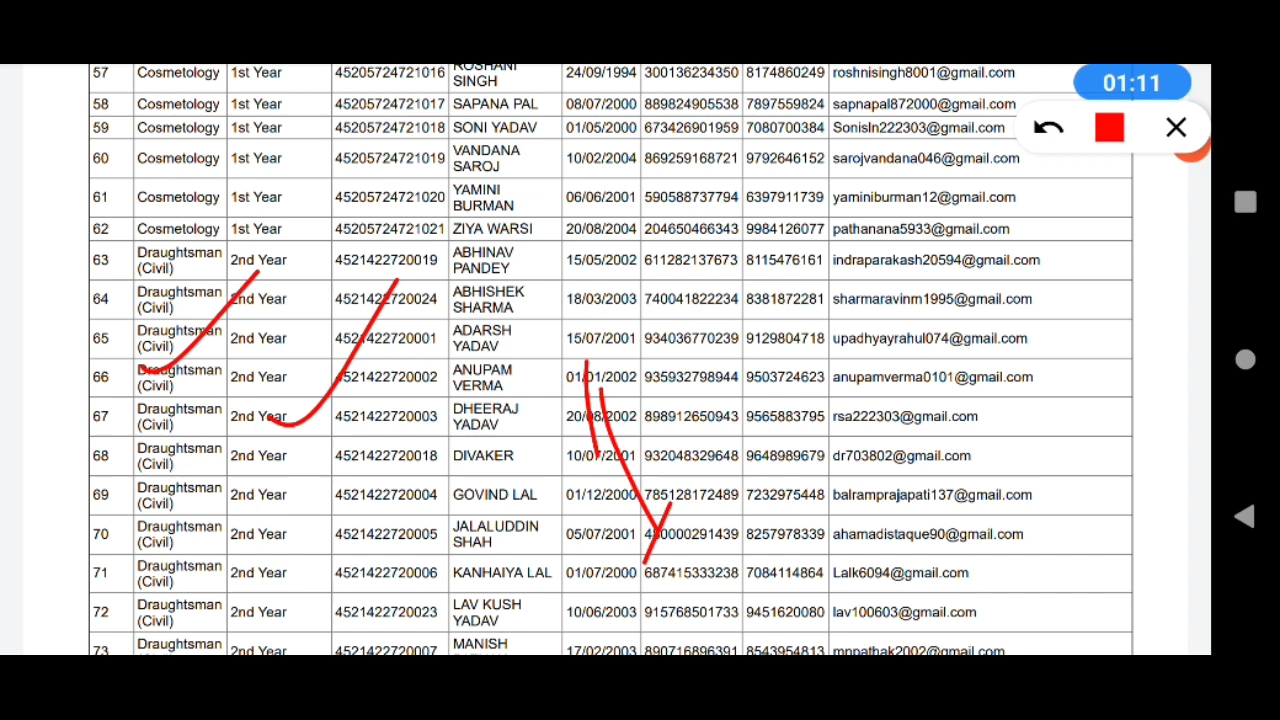 57 Cosmetology 1st Year 45205724721016 ROSHANI SINGH 24/09/1994 300136234350 8174860249 roshnisingh8001@gmail.com
01:11
58 Cosmetology 1st Year 45205724721017 SAPANA PAL 08/07/2000 889824905538 7897559824 sapnapal872000@gmail.com
59 Cosmetology 1st Year 45205724721018 SONI YADAV 01/05/2000 673426901959 7080700384 Sonisln222303@gmail.com
60 Cosmetology 1st Year 45205724721019 VANDANA SAROJ 10/02/2004 869259168721 9792646152 sarojvandana046@gmail.com
61 Cosmetology 1st Year 45205724721020 YAMINI BURMAN 06/06/2001 590588737794 6397911739 yaminiburman12@gmail.com
62 Cosmetology 1st Year 45205724721021 ZIYA WARSI 20/08/2004 204650466343 9984126077 pathanana5933@gmail.com
63 Draughtsman (Civil) 2nd Year 4521422720019 ABHINAV PANDEY 15/05/2002 611282137673 8115476161 indraparakash20594@gmail.com
64 Draughtsman (Civil) 2nd Year 4521422720024 ABHISHEK SHARMA 18/03/2003 740041822234 8381872281 sharmaravinm1995@gmail.com
65 Draughtsman (Civil) 2nd Year 4521422720001 ADARSH YADAV 15/07/2001 934036770239 9129804718 upadhyayrahul074@gmail.com
66 Draughtsman (Civil) 2nd Year 4521422720002 ANUPAM VERMA 01/01/2002 935932798944 9503724623 anupamverma0101@gmail.com
67 Draughtsman (Civil) 2nd Year 4521422720003 DHEERAJ YADAV 20/08/2002 898912650943 9565883795 rsa222303@gmail.com
68 Draughtsman (Civil) 2nd Year 4521422720018 DIVAKER 10/07/2001 932048329648 9648989679 dr703802@gmail.com
69 Draughtsman (Civil) 2nd Year 4521422720004 GOVIND LAL 01/12/2000 785128172489 7232975448 balramprajapati137@gmail.com
70 Draughtsman (Civil) 2nd Year 4521422720005 JALALUDDIN SHAH 05/07/2001 8257978339 ahamadistaque90@gmail.com
71 Draughtsman (Civil) 2nd Year 4521422720006 KANHAIYA LAL 01/07/2000 687415333238 7084114864 Lalk6094@gmail.com
72 Draughtsman (Civil) 2nd Year 4521422720023 LAV KUSH YADAV 10/06/2003 915768501733 9451620080 lav100603@gmail.com
73 Draughtsman 2nd Year 4521422720007 MANISH 17/02/2003 890716896391 8543954813 mnpathak2002@gmail.com